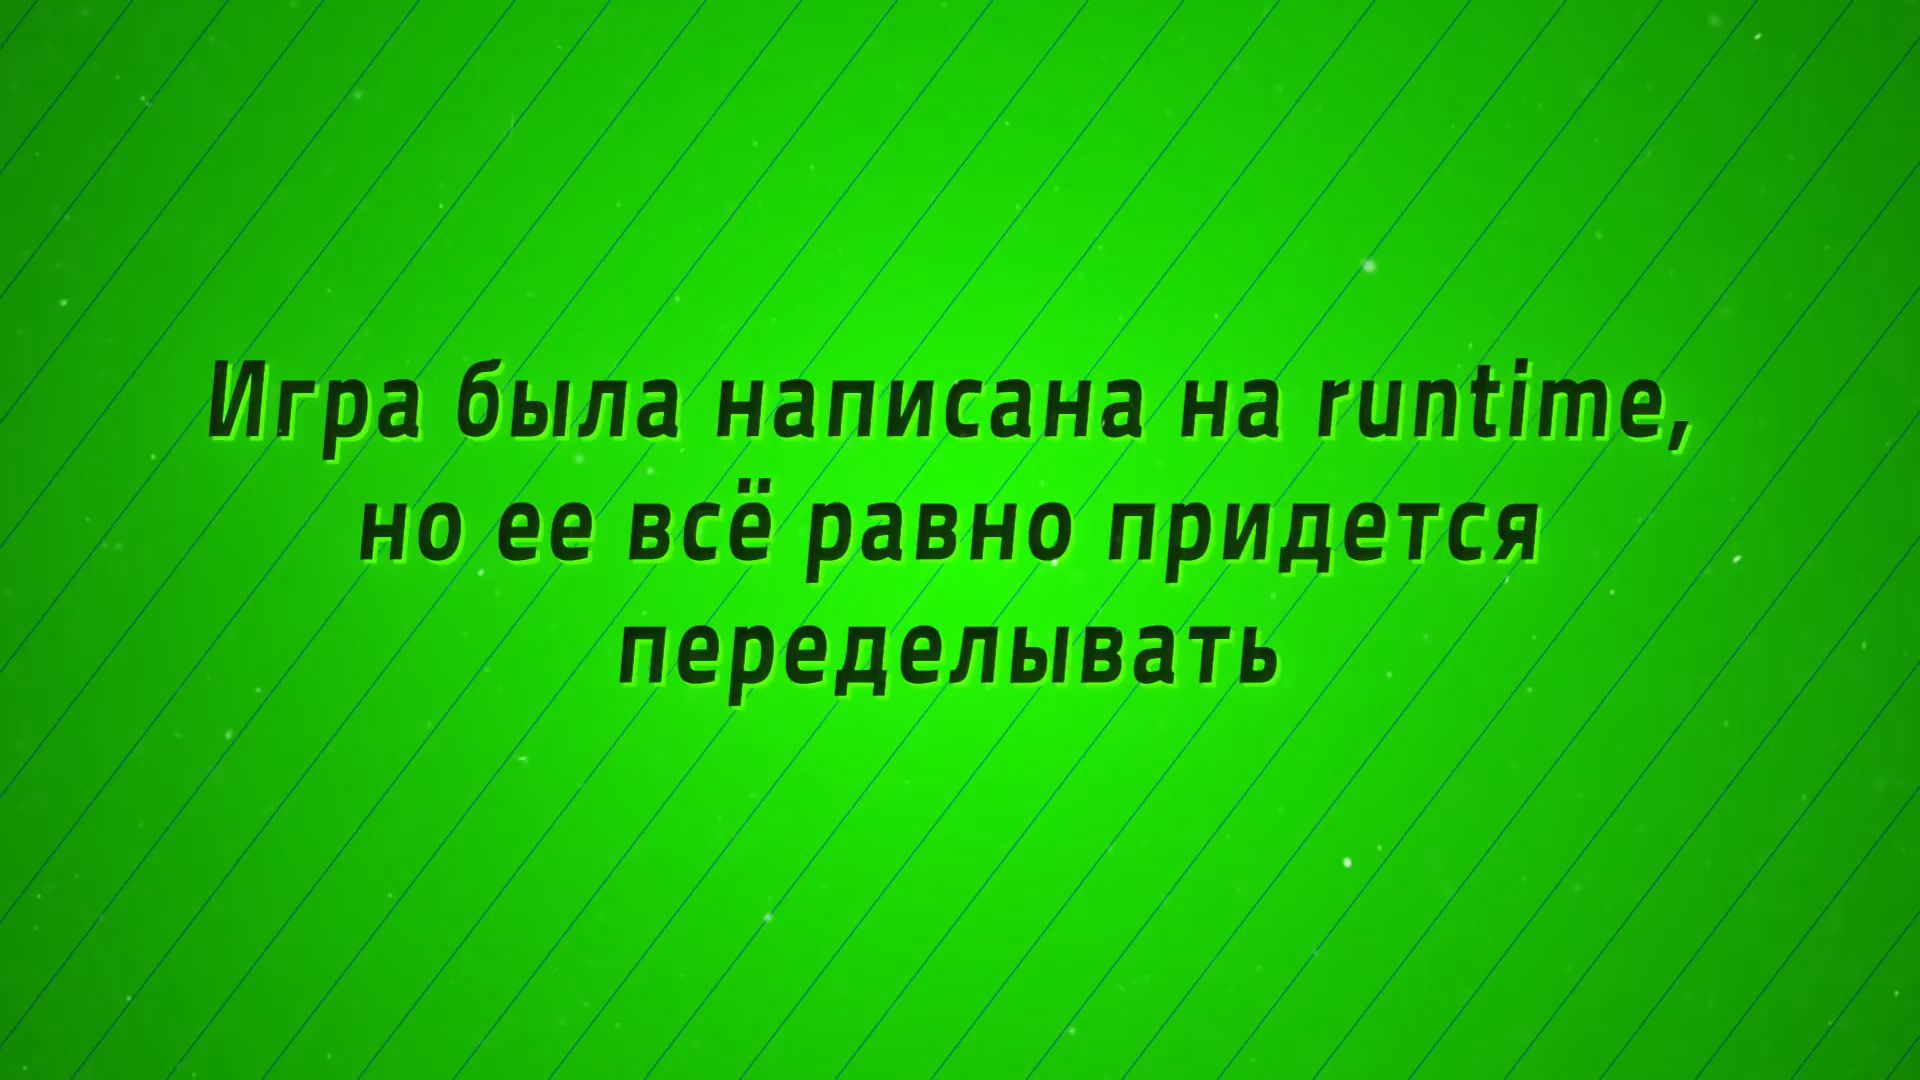 Игра была написана на runtime,
но ее всё равно придется
переделывать